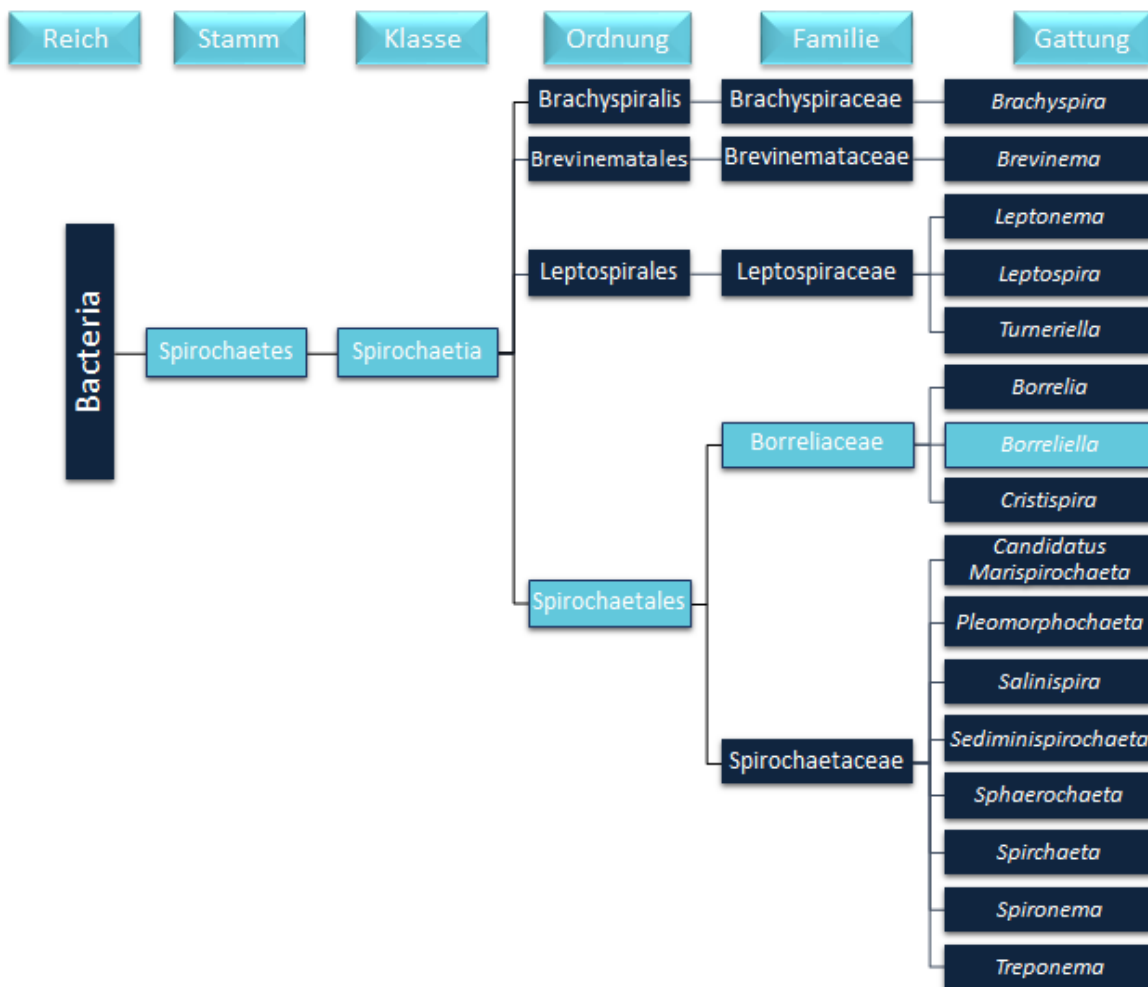 Reich
Stamm
Klasse
Ordnung
Familie
Gattung
Brachyspiralis
Brachyspiraceae
Brachyspira
Brevinematales
Brevinemataceae
Brevinema
Leptonema
Leptospirales
Leptospiraceae
Leptospira
Turneriella
Bacteria
Spirochaetes
Spirochaetia
Borrelia
Borreliaceae
Borreliella
Cristispira
Spirochaetales
Candidatus
Marispirochaeta
Pleomorphochaeta
Salinispira
Sediminispirochaeta
Spirochaetaceae
Sphaerochaeta
Spirchaeta
Spironema
Treponema